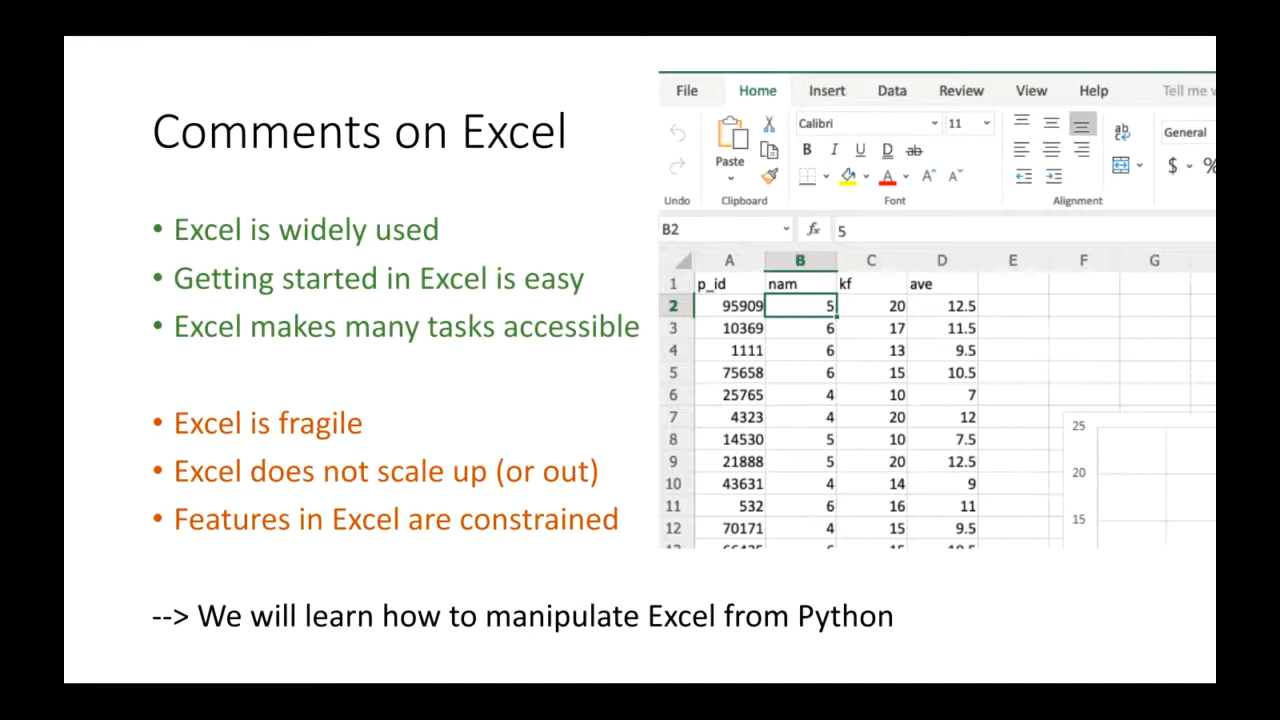 Comments on Excel
• Excel is widely used
• Getting started in Excel is easy
• Excel makes many tasks accessible
• Excel is fragile
• Excel does not scale up (or out)
• Features in Excel are constrained
--> We will learn how to manipulate Excel from Python
File Home Insert Data Review View Help Tell me
Calibri 11 General
B I U D ab
ab
Paste
A A A $ %
Undo Clipboard Font Alignment
B2 fx 5
A B C D E F G
1 p_id nam kf ave
2 95909 5 20 12.5
3 10369 6 17 11.5
4 1111 6 13 9.5
5 75658 6 15 10.5
6 25765 4 10 7
7 4323 4 20 12
8 14530 5 10 7.5
9 21888 5 20 12.5
10 43631 4 14 9
11 532 6 16 11
12 70171 4 15 9.5
25
20
15